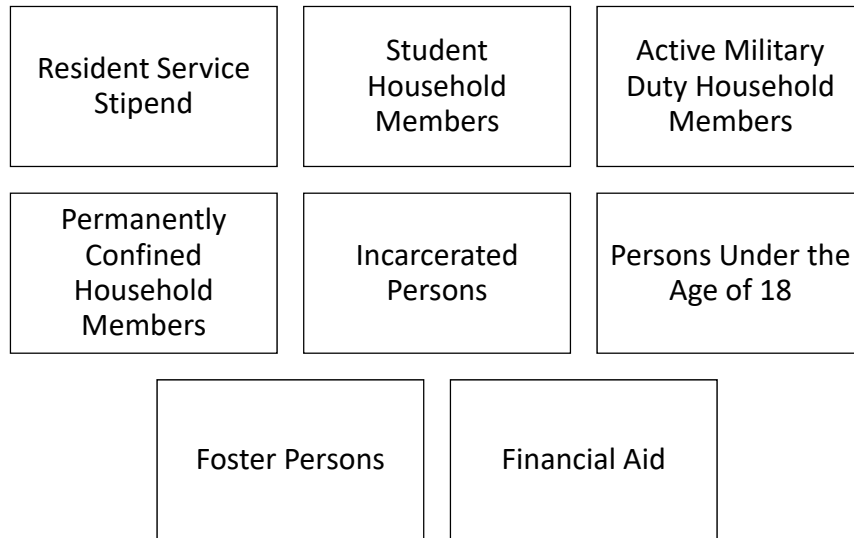 Resident Service
Stipend
Student
Household
Members
Active Military
Duty Household
Members
Permanently
Confined
Household
Members
Incarcerated
Persons
Persons Under the
Age of 18
Foster Persons
Financial Aid